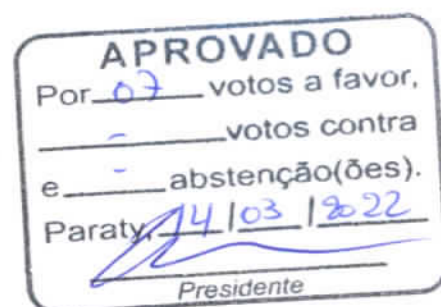 APROVADO
Por 07 votos a favor,
- votos contra
e - abstenção(ões).
Paraty, 14/03/2022
Presidente